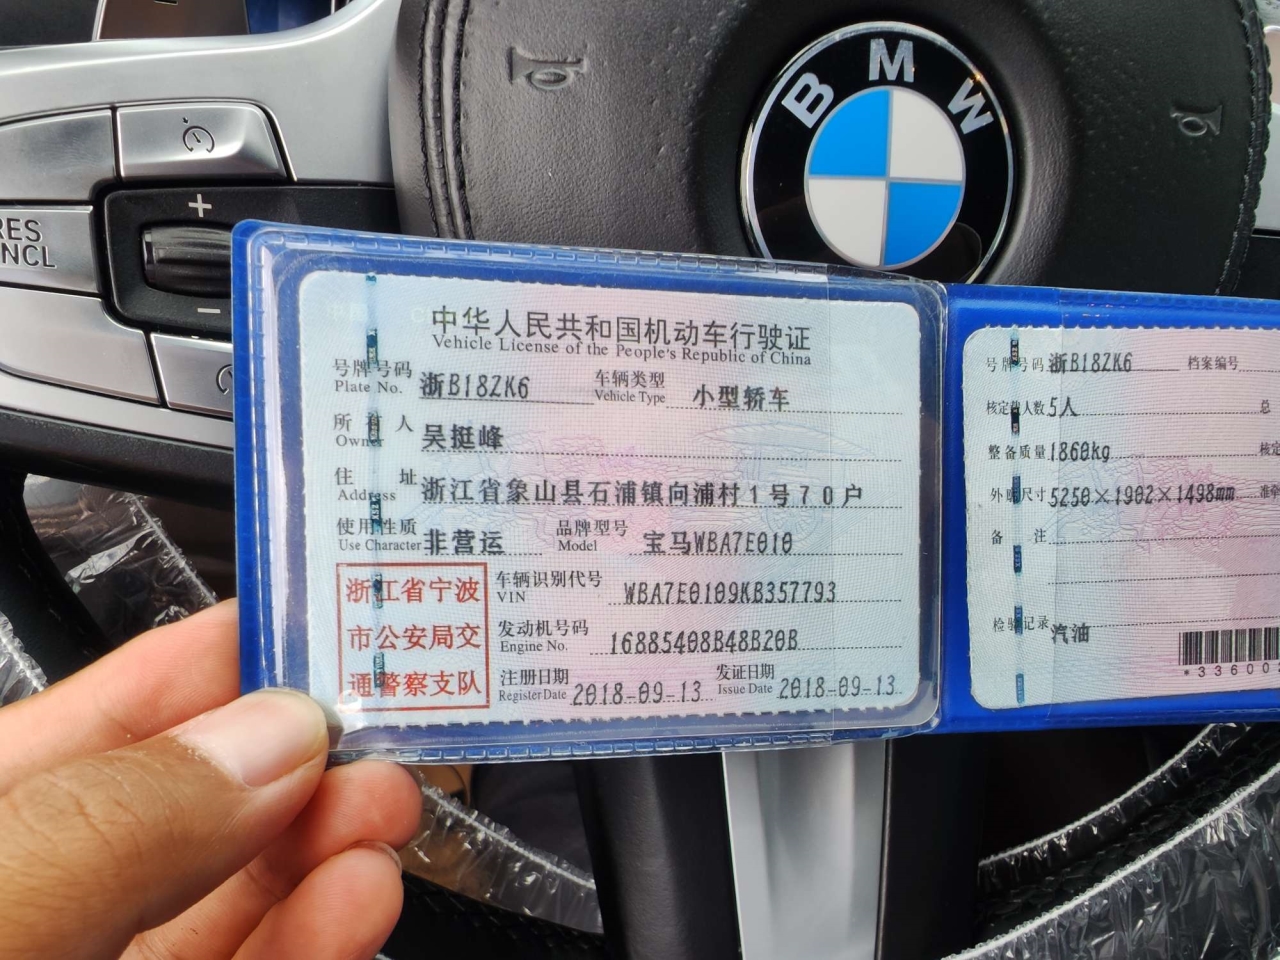 BMW
+
RES
NCL
−
中华人民共和国机动车行驶证
Vehicle License of the People's Republic of China
号牌号码 浙B18ZK6 车辆类型 小型轿车
Plate No. Vehicle Type
所有人 吴挺峰
Owner
住址 浙江省象山县石浦镇向浦村1号70户
Address
使用性质 非营运 品牌型号 宝马WBA7E010
Use Character Model
浙江省宁波
市公安局交
通警察支队
车辆识别代号 WBA7E0109KB357793
VIN
发动机号码 16885408B48B20B
Engine No.
注册日期 2018-09-13 发证日期 2018-09-13
Register Date Issue Date
号牌号码 浙B18ZK6 档案编号
核定载人数 5人 总
整备质量 1860kg 核定
外廓尺寸 5250×1902×1498mm 准牵
备注
检验记录 汽油
*33600